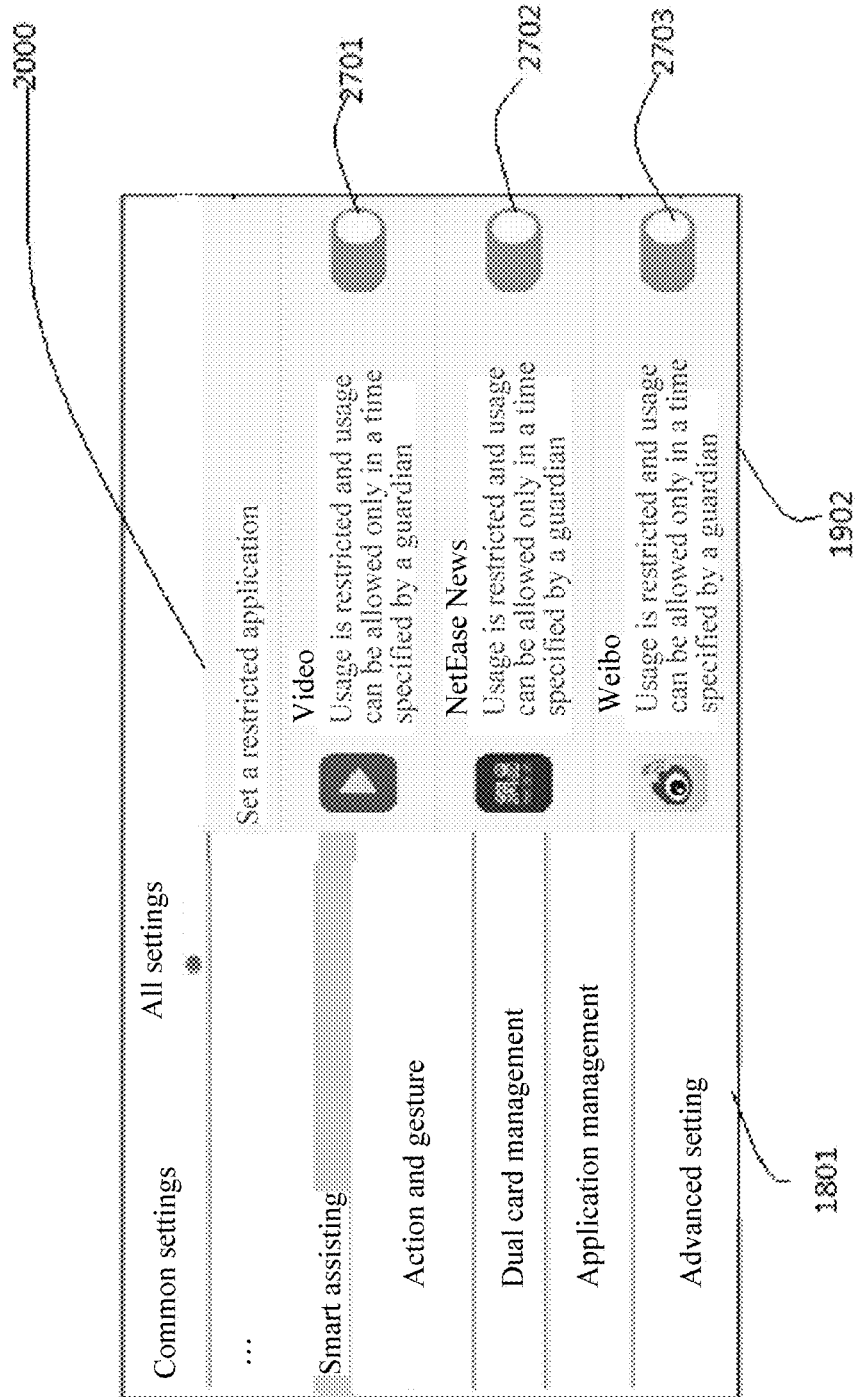 2000
Common settings
All settings
...
Smart assisting
Action and gesture
Dual card management
Application management
Advanced setting
Set a restricted application
Video
Usage is restricted and usage
can be allowed only in a time
specified by a guardian
2701
NetEase News
Usage is restricted and usage
can be allowed only in a time
specified by a guardian
2702
Weibo
Usage is restricted and usage
can be allowed only in a time
specified by a guardian
2703
1801
1902